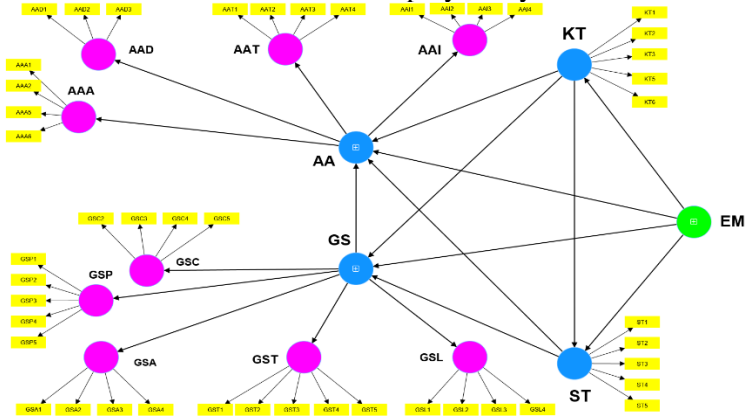 AAD1 AAD2 AAD3
AAT1 AAT2 AAT3 AAT4
AAI1 AAI2 AAI3 AAI4
KT1
KT2
KT3
KT5
KT6
KT
AAD
AAT
AAI
AAA1
AAA2
AAA5
AAA6
AAA
AA
EM
GS
GSC2 GSC3 GSC4 GSC5
GSC
GSP1
GSP2
GSP3
GSP4
GSP5
GSP
GSA
GST
GSL
ST1
ST2
ST3
ST4
ST5
ST
GSA1 GSA2 GSA3 GSA4
GST1 GST2 GST3 GST4 GST5
GSL1 GSL2 GSL3 GSL4